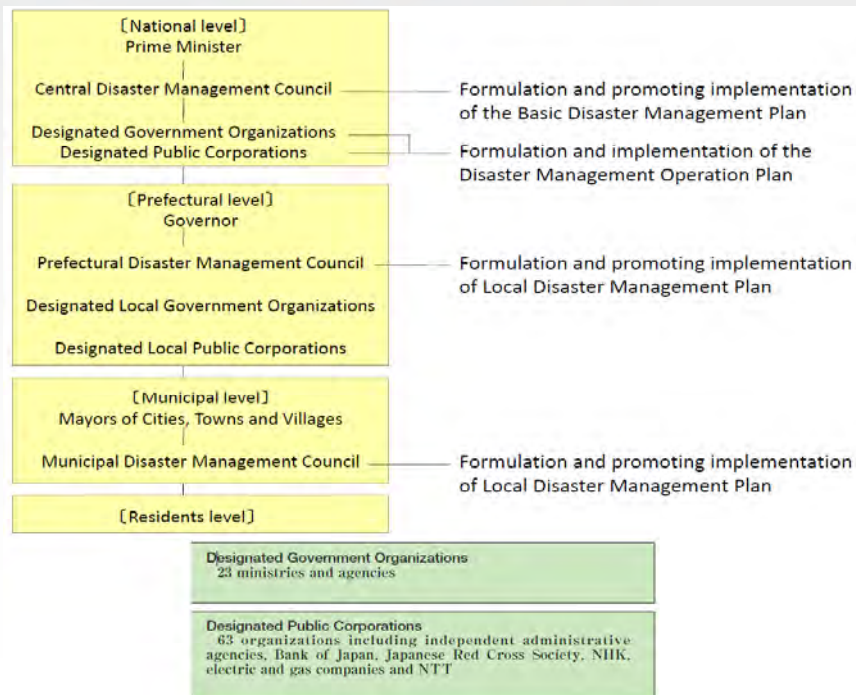 〔National level〕
Prime Minister
Central Disaster Management Council
Formulation and promoting implementation
of the Basic Disaster Management Plan
Designated Government Organizations
Designated Public Corporations
Formulation and implementation of the
Disaster Management Operation Plan
〔Prefectural level〕
Governor
Prefectural Disaster Management Council
Formulation and promoting implementation
of Local Disaster Management Plan
Designated Local Government Organizations
Designated Local Public Corporations
〔Municipal level〕
Mayors of Cities, Towns and Villages
Municipal Disaster Management Council
Formulation and promoting implementation
of Local Disaster Management Plan
〔Residents level〕
Designated Government Organizations
23 ministries and agencies
Designated Public Corporations
63 organizations including independent administrative
agencies, Bank of Japan, Japanese Red Cross Society, NHK,
electric and gas companies and NTT